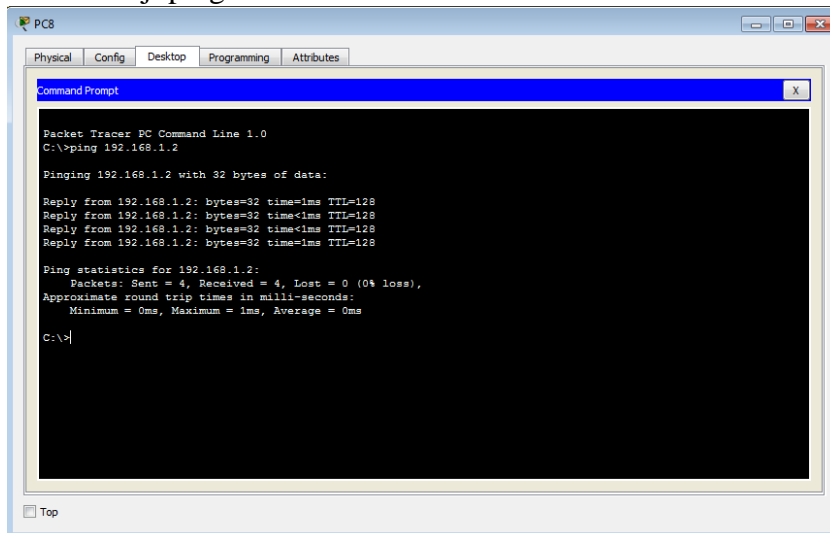 PC8
Physical Config Desktop Programming Attributes
Command Prompt
X
Packet Tracer PC Command Line 1.0
C:\>ping 192.168.1.2
Pinging 192.168.1.2 with 32 bytes of data:
Reply from 192.168.1.2: bytes=32 time=1ms TTL=128
Reply from 192.168.1.2: bytes=32 time<1ms TTL=128
Reply from 192.168.1.2: bytes=32 time<1ms TTL=128
Reply from 192.168.1.2: bytes=32 time=1ms TTL=128
Ping statistics for 192.168.1.2:
Packets: Sent = 4, Received = 4, Lost = 0 (0% loss),
Approximate round trip times in milli-seconds:
Minimum = 0ms, Maximum = 1ms, Average = 0ms
C:\>
Top